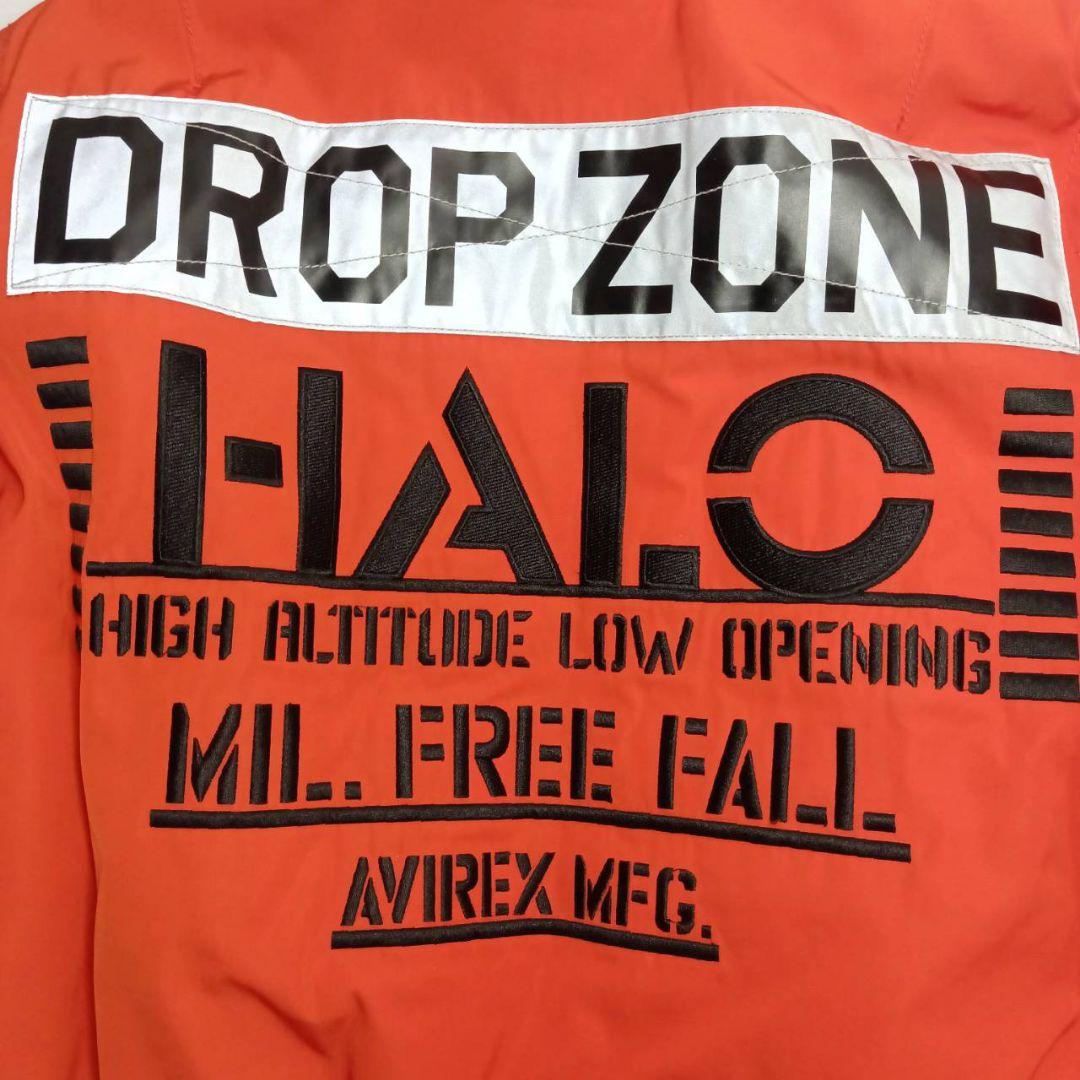 DROP ZONE
HALO
HIGH ALTITUDE LOW OPENING
MIL. FREE FALL
AVIREX MFG.